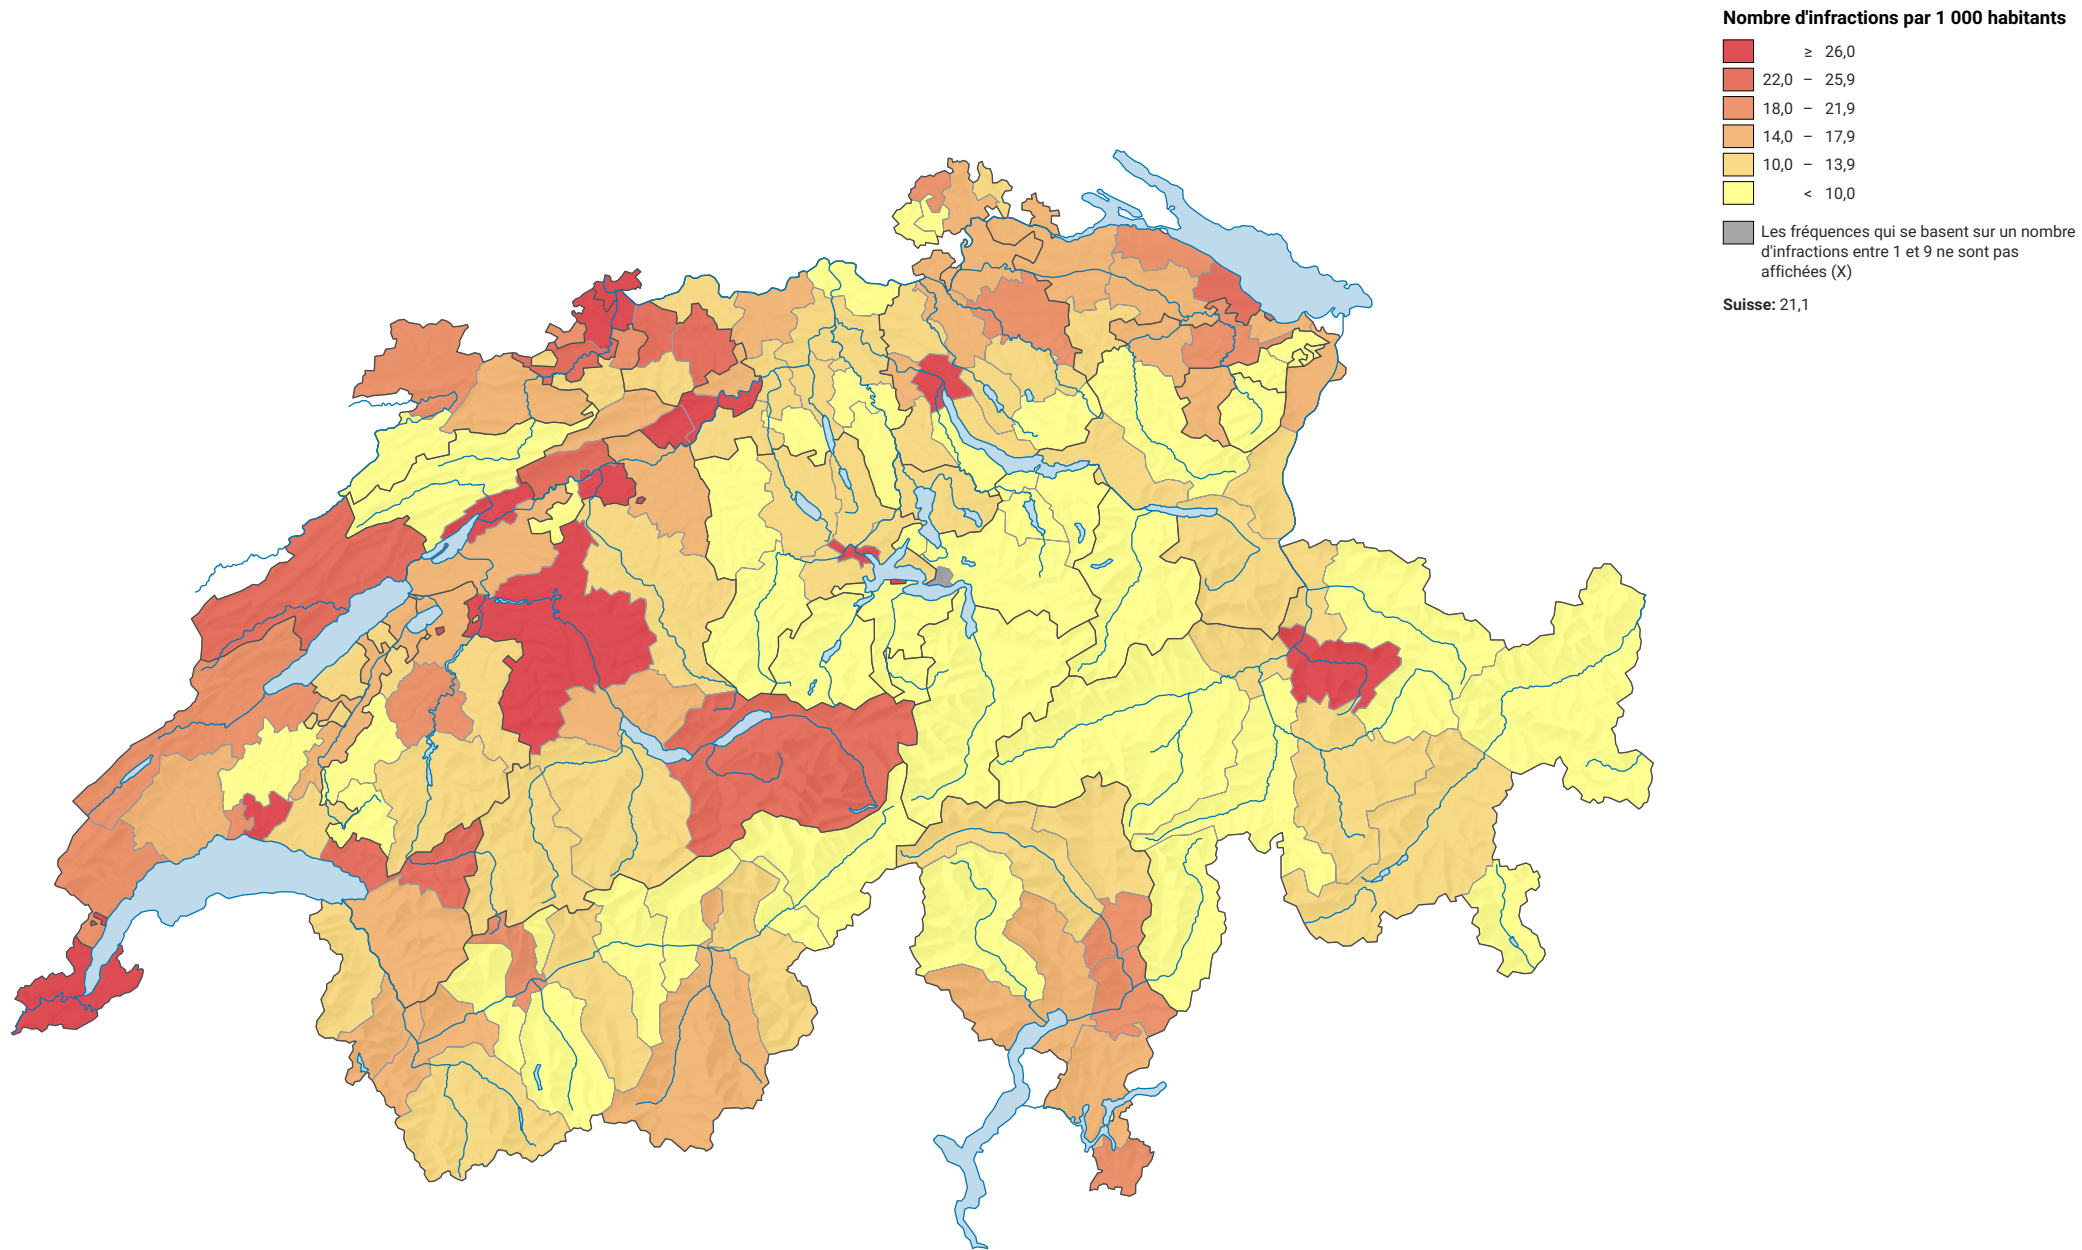 Nombre d'infractions par 1 000 habitants
≥ 26,0
22,0 – 25,9
18,0 – 21,9
14,0 – 17,9
10,0 – 13,9
< 10,0
Les fréquences qui se basent sur un nombre
d'infractions entre 1 et 9 ne sont pas
affichées (X)
Suisse: 21,1